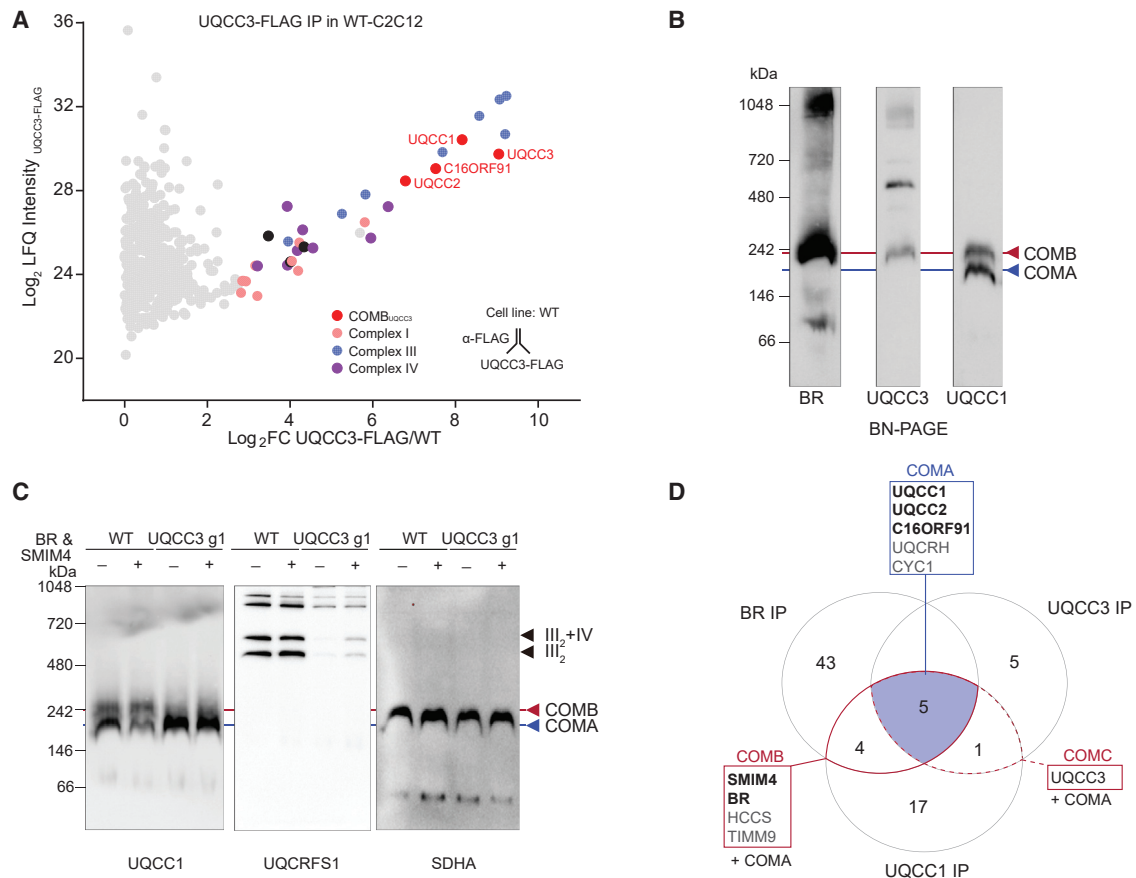 A
UQCC3-FLAG IP in WT-C2C12
Log2 LFQ Intensity UQCC3-FLAG
36
32
28
24
20
0 2 4 6 8 10
Log2FC UQCC3-FLAG/WT
UQCC1
UQCC3
C16ORF91
UQCC2
COMBUQCC3
Complex I
Complex III
Complex IV
Cell line: WT
α-FLAG
UQCC3-FLAG
B
kDa
1048
720
480
242
146
66
COMB
COMA
BR UQCC3 UQCC1
BN-PAGE
C
BR & SMIM4
WT UQCC3 g1 WT UQCC3 g1 WT UQCC3 g1
– + – + – + – + – + – +
kDa
1048
720
480
242
146
66
III2+IV
III2
COMB
COMA
UQCC1 UQCRFS1 SDHA
D
COMA
UQCC1
UQCC2
C16ORF91
UQCRH
CYC1
BR IP
UQCC3 IP
43
5
5
4
1
17
COMB
SMIM4
BR
HCCS
TIMM9
+ COMA
COMC
UQCC3
+ COMA
UQCC1 IP